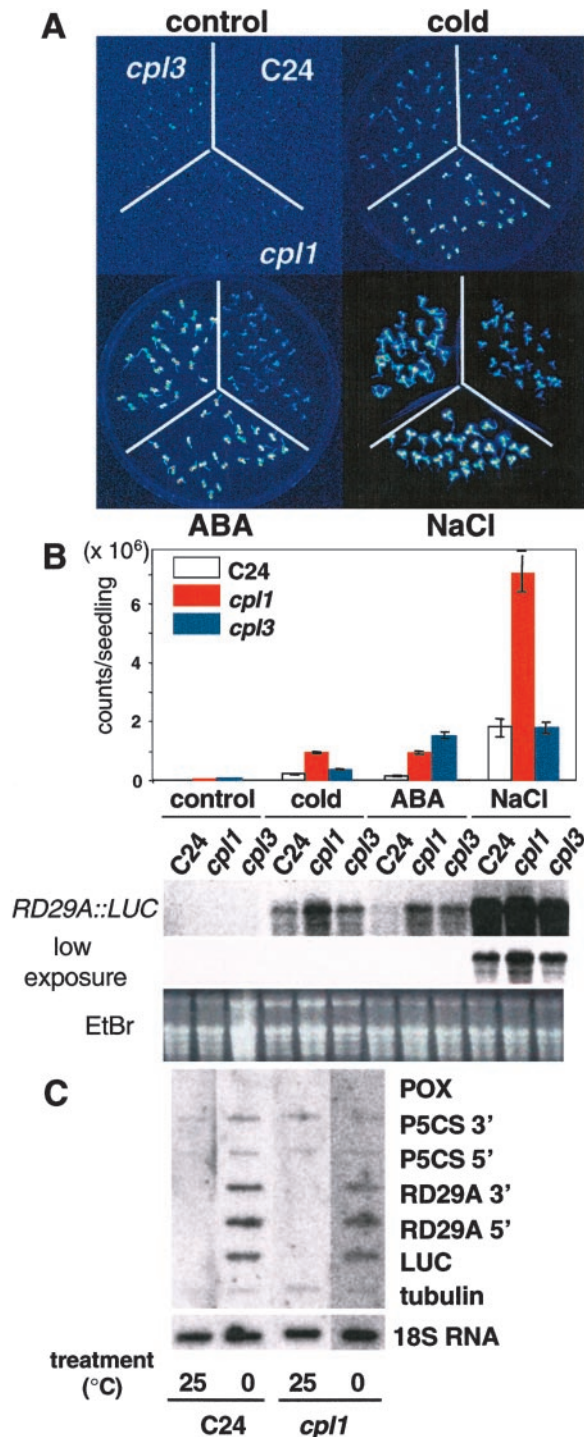 A control cold
cpl3 C24
cpl1
ABA NaCl
B (x 10⁶)
C24
cpl1
cpl3
counts/seedling
6
4
2
0
control cold ABA NaCl
C24 cpl1 cpl3 C24 cpl1 cpl3 C24 cpl1 cpl3 C24 cpl1 cpl3
RD29A::LUC
low
exposure
EtBr
C
POX
P5CS 3’
P5CS 5’
RD29A 3’
RD29A 5’
LUC
tubulin
18S RNA
treatment
(°C)
25 0 25 0
C24 cpl1